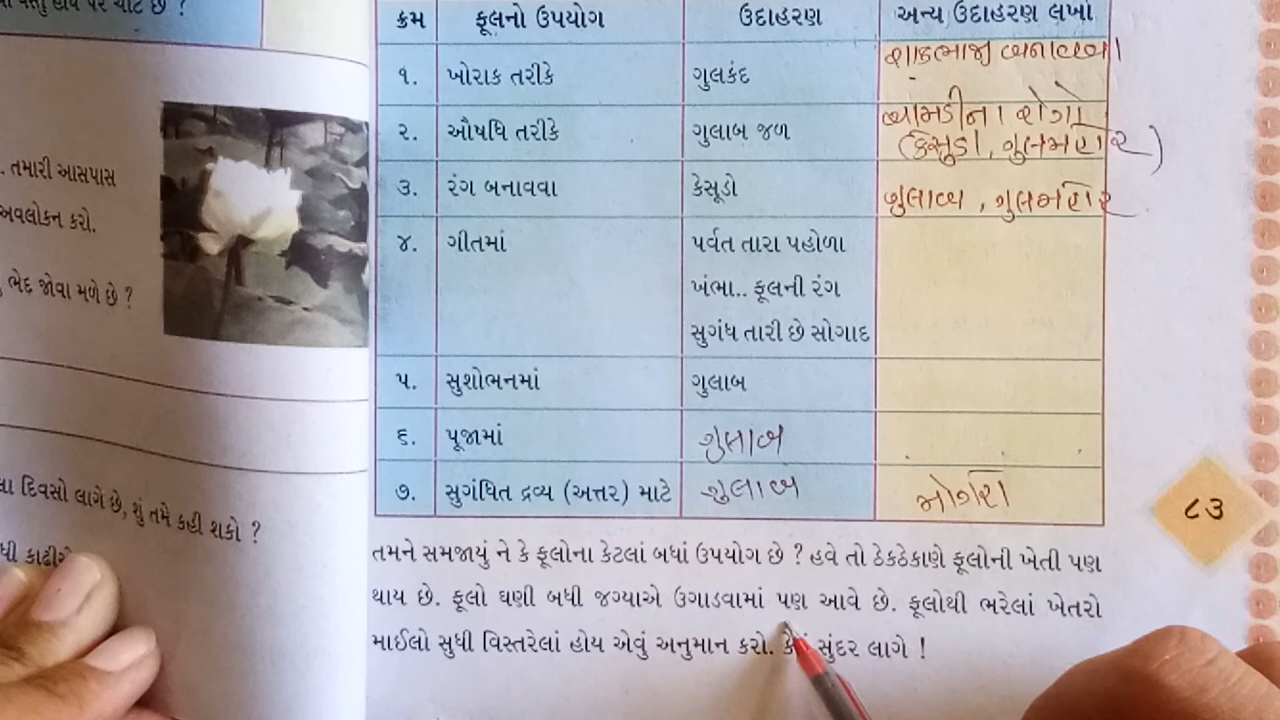 વસ્તુ હોય પર ચોંટે છે ?
. તમારી આસપાસ
અવલોકન કરો.
ભેદ જોવા મળે છે ?
લા દિવસો લાગે છે, શું તમે કહી શકો ?
ક્રમ ફૂલનો ઉપયોગ ઉદાહરણ અન્ય ઉદાહરણ લખો
૧. ખોરાક તરીકે ગુલકંદ શાકભાજી બનાવવા
૨. ઔષધિ તરીકે ગુલાબ જળ ચામડીના રોગો
(કેસુડા, ગુલમહોર)
૩. રંગ બનાવવા કેસૂડો ગુલાબ, ગુલમહોર
૪. ગીતમાં પર્વત તારા પહોળા
ખંભા.. ફૂલની રંગ
સુગંધ તારી છે સોગાદ
૫. સુશોભનમાં ગુલાબ
૬. પૂજામાં ગુલાબ
૭. સુગંધિત દ્રવ્ય (અત્તર) માટે ગુલાબ મોગરા
તમને સમજાયું ને કે ફૂલોના કેટલાં બધાં ઉપયોગ છે ? હવે તો ઠેકઠેકાણે ફૂલોની ખેતી પણ
થાય છે. ફૂલો ઘણી બધી જગ્યાએ ઉગાડવામાં પણ આવે છે. ફૂલોથી ભરેલાં ખેતરો
માઈલો સુધી વિસ્તરેલાં હોય એવું અનુમાન કરો. સુંદર લાગે !
૮૩